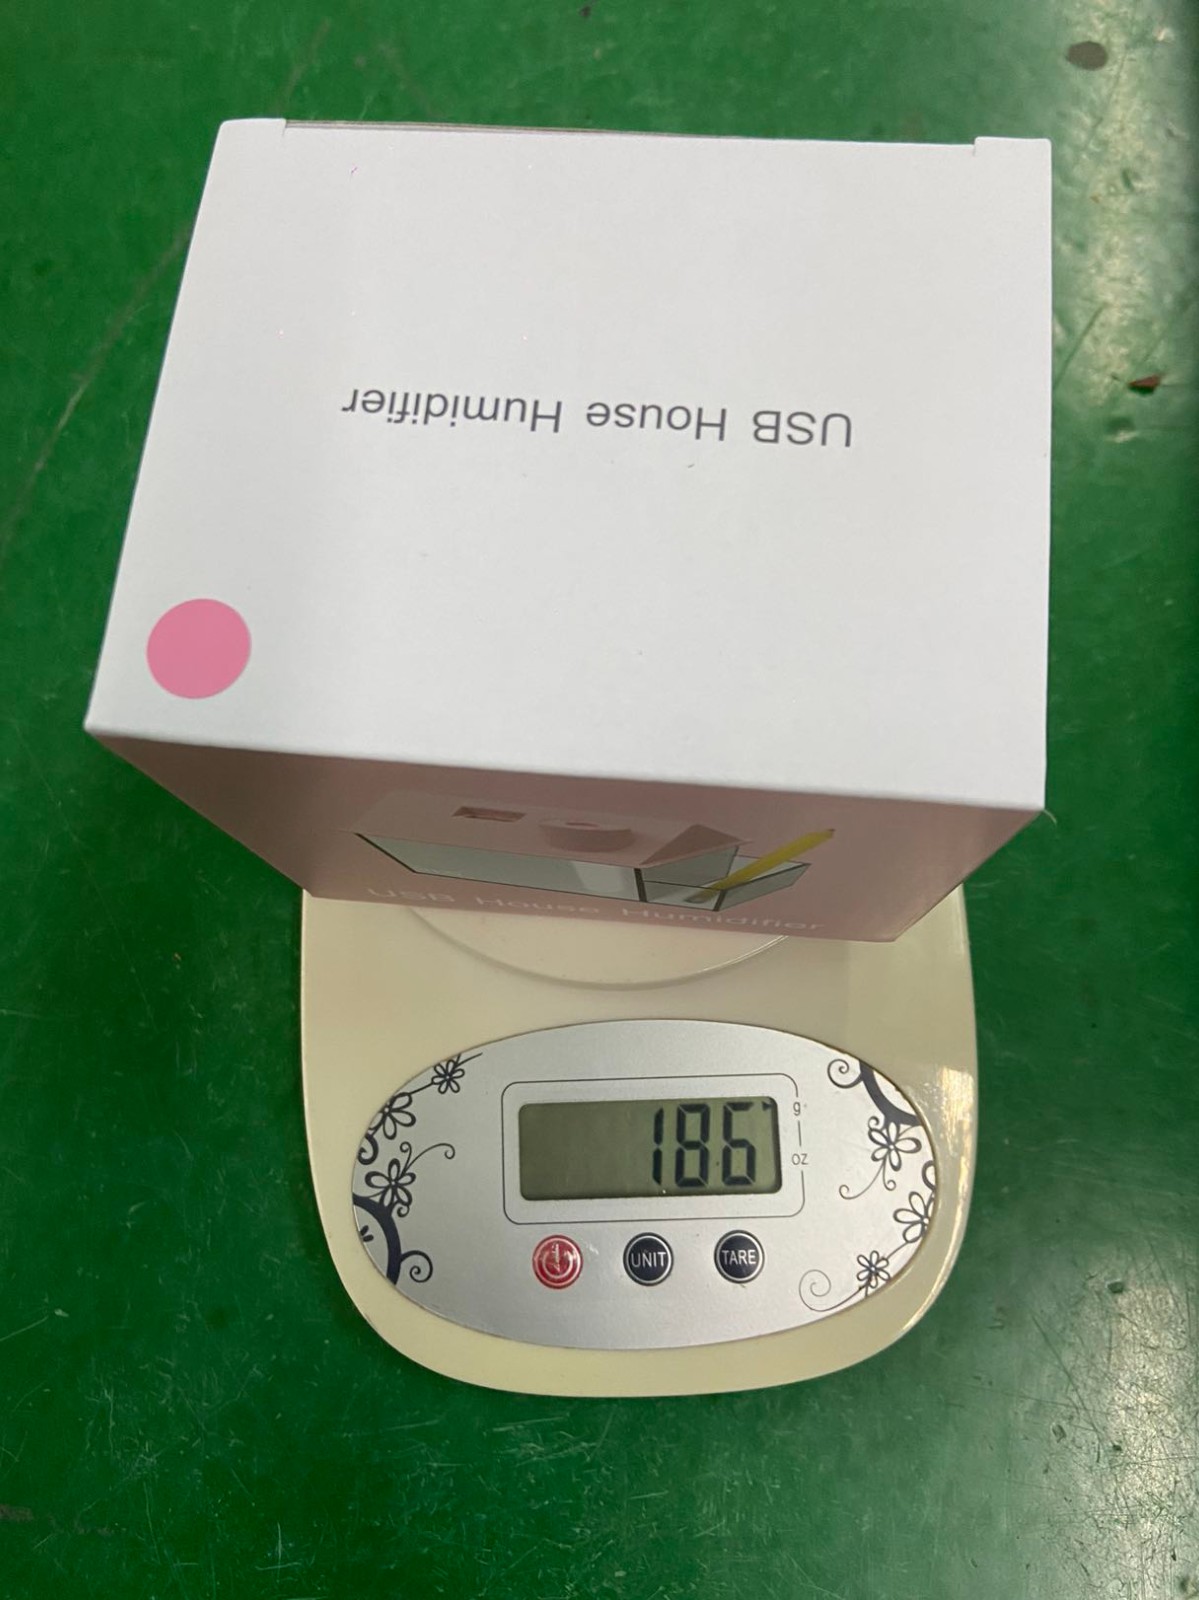 USB House Humidifier
USB House Humidifier
186
g
oz
UNIT
TARE